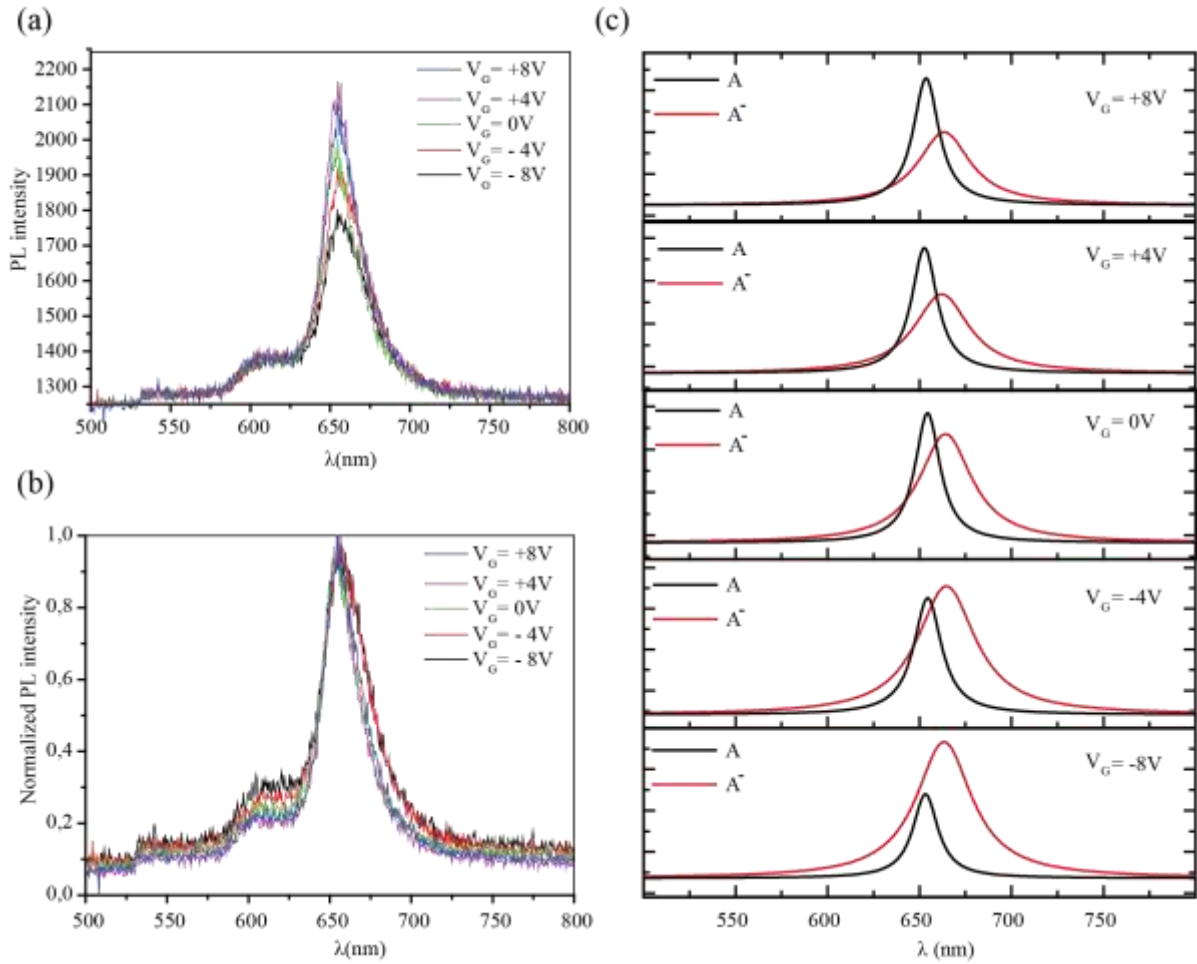 (a)
2200
2100
2000
1900
1800
1700
1600
1500
1400
1300
PL intensity
500 550 600 650 700 750 800
λ(nm)
V_G= +8V
V_G= +4V
V_G= 0V
V_G= - 4V
V_G= - 8V
(b)
1,0
0,8
0,6
0,4
0,2
0,0
Normalized PL intensity
500 550 600 650 700 750 800
λ(nm)
V_G= +8V
V_G= +4V
V_G= 0V
V_G= - 4V
V_G= - 8V
(c)
A
A⁻
V_G= +8V
A
A⁻
V_G= +4V
A
A⁻
V_G= 0V
A
A⁻
V_G= -4V
A
A⁻
V_G= -8V
550 600 650 700 750
λ (nm)